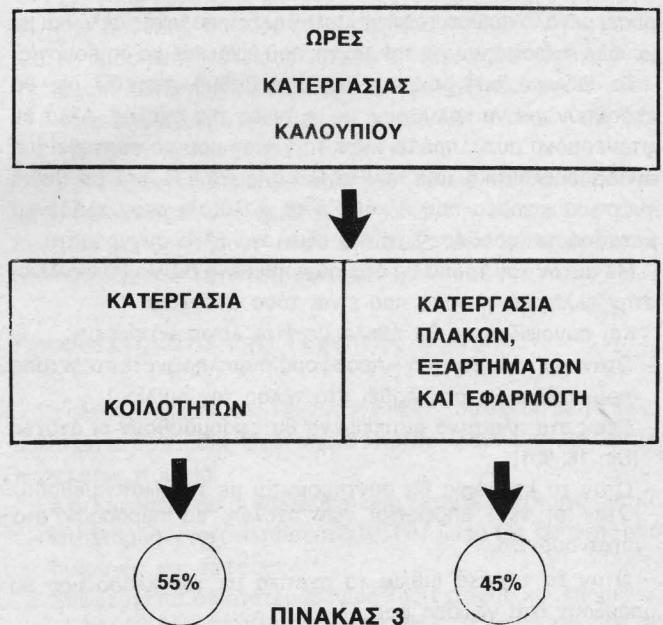 ΩΡΕΣ
ΚΑΤΕΡΓΑΣΙΑΣ
ΚΑΛΟΥΠΙΟΥ
ΚΑΤΕΡΓΑΣΙΑ
ΚΟΙΛΟΤΗΤΩΝ
ΚΑΤΕΡΓΑΣΙΑ
ΠΛΑΚΩΝ,
ΕΞΑΡΤΗΜΑΤΩΝ
ΚΑΙ ΕΦΑΡΜΟΓΗ
55%
45%
ΠΙΝΑΚΑΣ 3